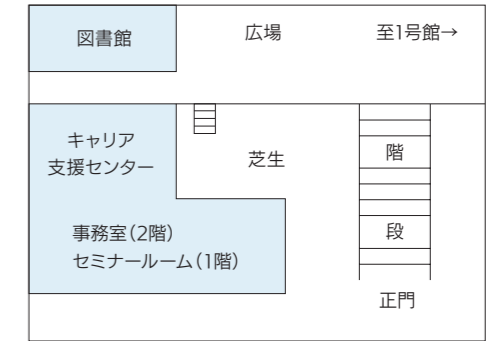 図書館
広場
至1号館→
キャリア
支援センター
芝生
階
段
事務室（2階）
セミナールーム（1階）
正門